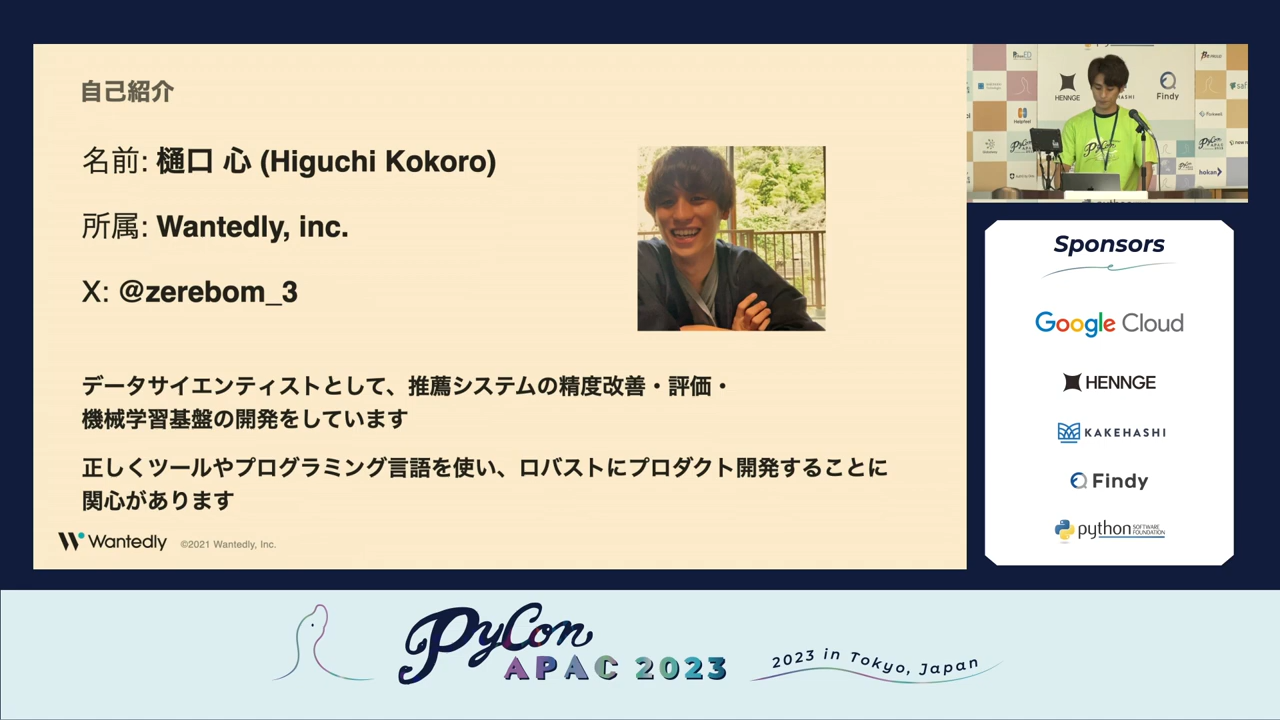 自己紹介
名前: 樋口 心 (Higuchi Kokoro)
所属: Wantedly, inc.
X: @zerebom_3
データサイエンティストとして、推薦システムの精度改善・評価・
機械学習基盤の開発をしています
正しくツールやプログラミング言語を使い、ロバストにプロダクト開発することに
関心があります
Wantedly ©2021 Wantedly, Inc.
HENNGE
Findy
hokan
Sponsors
Google Cloud
HENNGE
KAKEHASHI
Findy
python SOFTWARE FOUNDATION
PyCon
APAC 2023
2023 in Tokyo, Japan